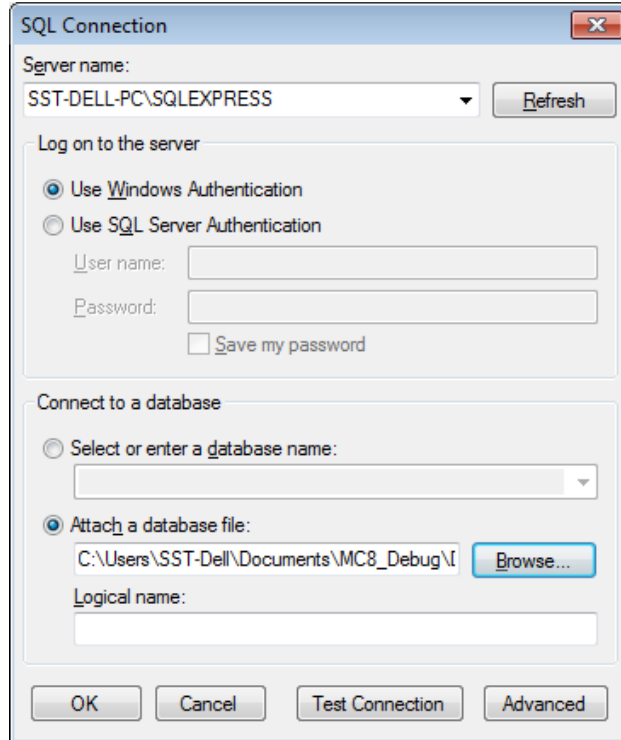 SQL Connection
Server name:
SST-DELL-PC\SQLEXPRESS
Refresh
Log on to the server
Use Windows Authentication
Use SQL Server Authentication
User name:
Password:
Save my password
Connect to a database
Select or enter a database name:
Attach a database file:
C:\Users\SST-Dell\Documents\MC8_Debug\
Browse...
Logical name:
OK Cancel Test Connection Advanced